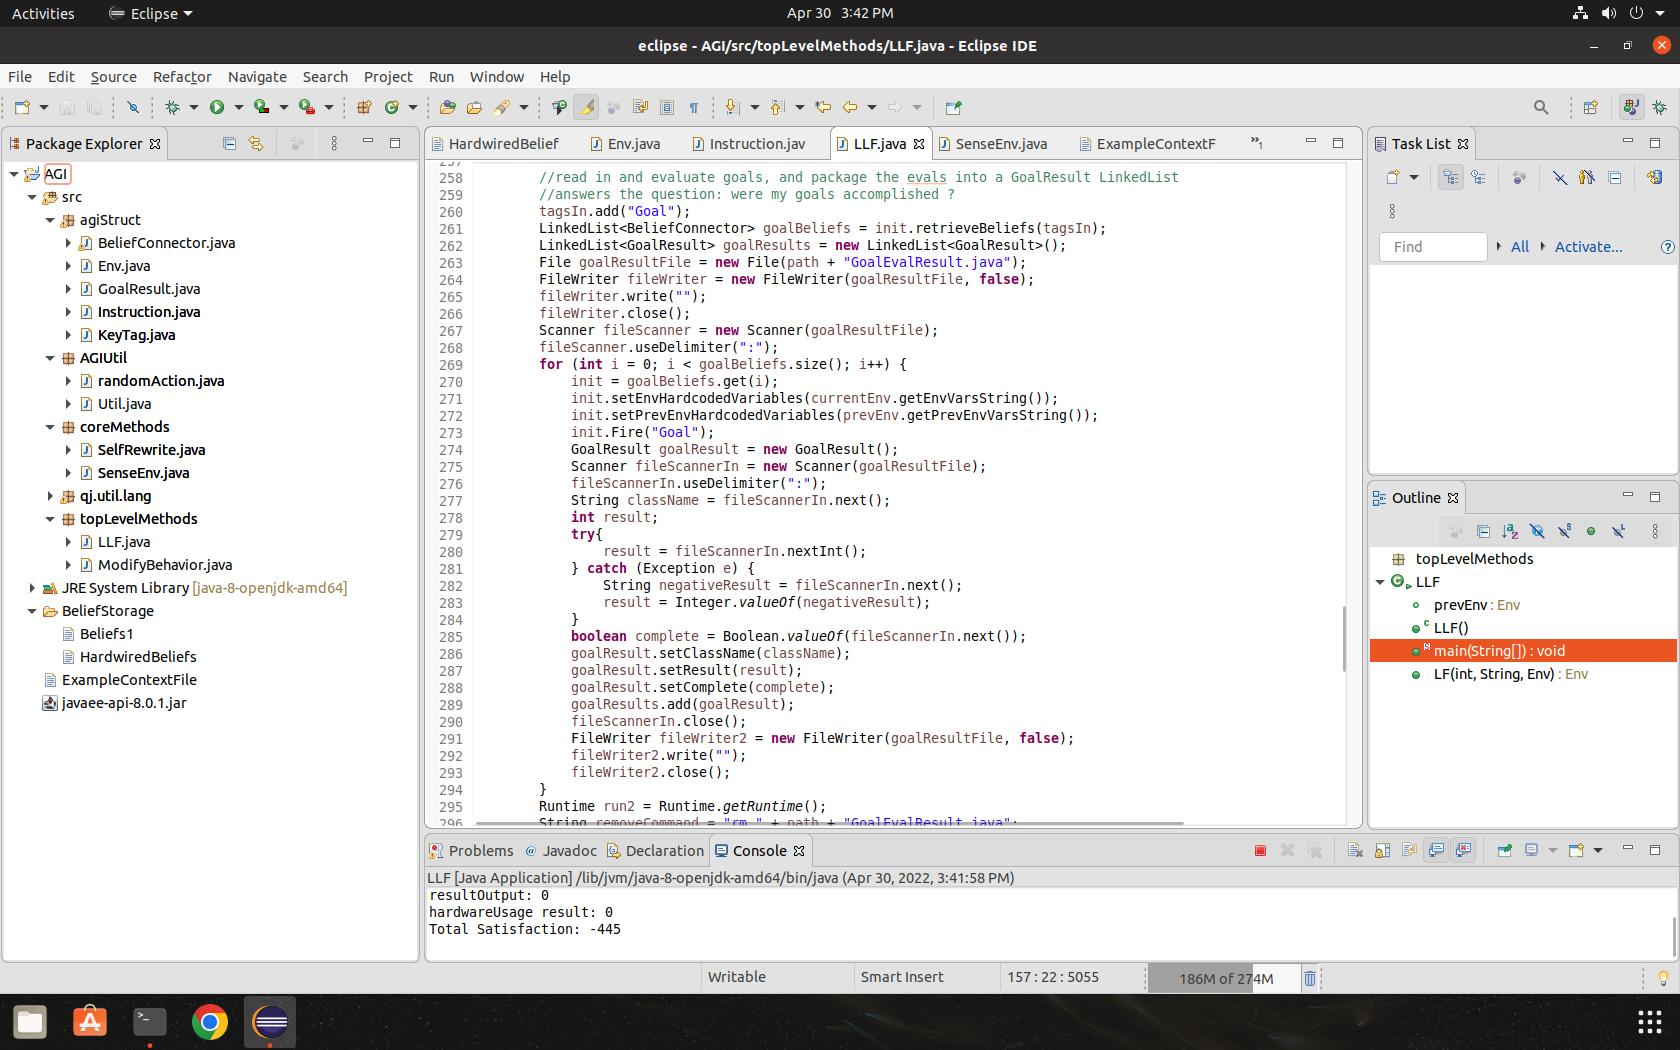 Activities Eclipse Apr 30 3:42 PM
eclipse - AGI/src/topLevelMethods/LLF.java - Eclipse IDE
File Edit Source Refactor Navigate Search Project Run Window Help
Package Explorer
AGI
src
agiStruct
BeliefConnector.java
Env.java
GoalResult.java
Instruction.java
KeyTag.java
AGIUtil
randomAction.java
Util.java
coreMethods
SelfRewrite.java
SenseEnv.java
qj.util.lang
topLevelMethods
LLF.java
ModifyBehavior.java
JRE System Library [java-8-openjdk-amd64]
BeliefStorage
Beliefs1
HardwiredBeliefs
ExampleContextFile
javaee-api-8.0.1.jar
HardwiredBelief Env.java Instruction.jav LLF.java SenseEnv.java ExampleContextF »1
257
258 //read in and evaluate goals, and package the evals into a GoalResult LinkedList
259 //answers the question: were my goals accomplished ?
260 tagsIn.add("Goal");
261 LinkedList<BeliefConnector> goalBeliefs = init.retrieveBeliefs(tagsIn);
262 LinkedList<GoalResult> goalResults = new LinkedList<GoalResult>();
263 File goalResultFile = new File(path + "GoalEvalResult.java");
264 FileWriter fileWriter = new FileWriter(goalResultFile, false);
265 fileWriter.write("");
266 fileWriter.close();
267 Scanner fileScanner = new Scanner(goalResultFile);
268 fileScanner.useDelimiter(":");
269 for (int i = 0; i < goalBeliefs.size(); i++) {
270 init = goalBeliefs.get(i);
271 init.setEnvHardcodedVariables(currentEnv.getEnvVarsString());
272 init.setPrevEnvHardcodedVariables(prevEnv.getPrevEnvVarsString());
273 init.Fire("Goal");
274 GoalResult goalResult = new GoalResult();
275 Scanner fileScannerIn = new Scanner(goalResultFile);
276 fileScannerIn.useDelimiter(":");
277 String className = fileScannerIn.next();
278 int result;
279 try{
280 result = fileScannerIn.nextInt();
281 } catch (Exception e) {
282 String negativeResult = fileScannerIn.next();
283 result = Integer.valueOf(negativeResult);
284 }
285 boolean complete = Boolean.valueOf(fileScannerIn.next());
286 goalResult.setClassName(className);
287 goalResult.setResult(result);
288 goalResult.setComplete(complete);
289 goalResults.add(goalResult);
290 fileScannerIn.close();
291 FileWriter fileWriter2 = new FileWriter(goalResultFile, false);
292 fileWriter2.write("");
293 fileWriter2.close();
294 }
295 Runtime run2 = Runtime.getRuntime();
296 String removeCommand = "rm " + path + "GoalEvalResult.java";
Task List
Find All Activate...
Outline
topLevelMethods
LLF
prevEnv : Env
LLF()
main(String[]) : void
LF(int, String, Env) : Env
Problems Javadoc Declaration Console
LLF [Java Application] /lib/jvm/java-8-openjdk-amd64/bin/java (Apr 30, 2022, 3:41:58 PM)
resultOutput: 0
hardwareUsage result: 0
Total Satisfaction: -445
Writable Smart Insert 157 : 22 : 5055 186M of 274M